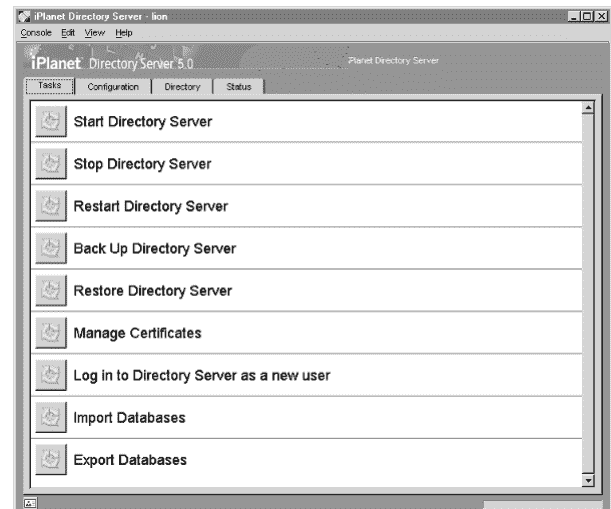 iPlanet Directory Server - lion
Console Edit View Help
iPlanet Directory Server 5.0
iPlanet Directory Server
Tasks Configuration Directory Status
Start Directory Server
Stop Directory Server
Restart Directory Server
Back Up Directory Server
Restore Directory Server
Manage Certificates
Log in to Directory Server as a new user
Import Databases
Export Databases